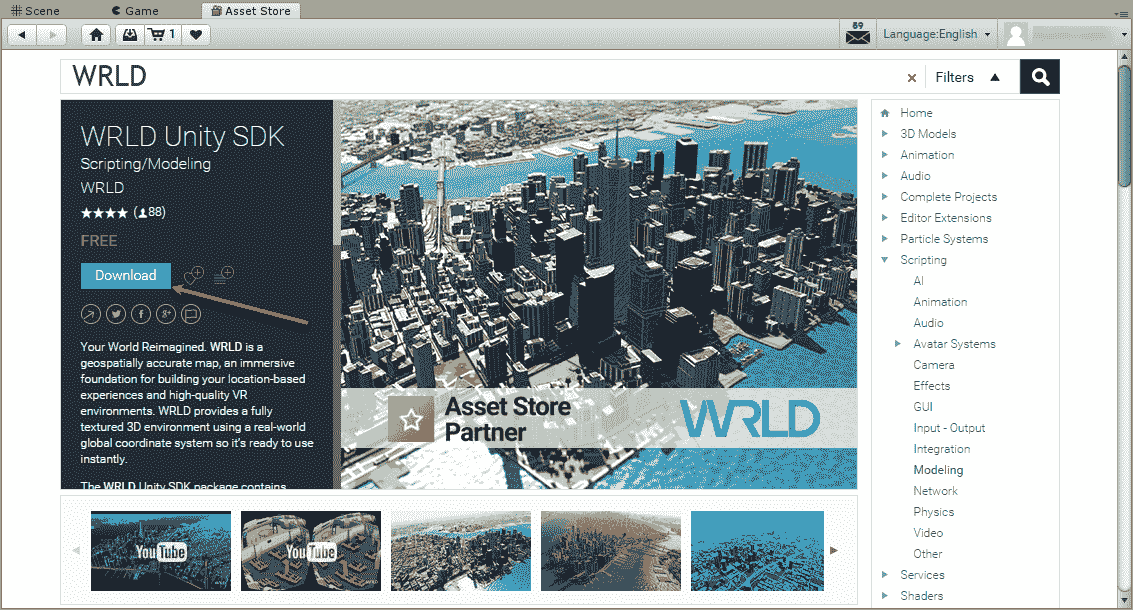 Scene
Game
Asset Store
1
59
Language:English
WRLD
Filters
WRLD Unity SDK
Scripting/Modeling
WRLD
(88)
FREE
Download
Your World Reimagined. WRLD is a
geospatially accurate map, an immersive
foundation for building your location-based
experiences and high-quality VR
environments. WRLD provides a fully
textured 3D environment using a real-world
global coordinate system so it's ready to use
instantly.
The WRLD Unity SDK package contains
Asset Store
Partner
WRLD
YouTube
YouTube
Home
3D Models
Animation
Audio
Complete Projects
Editor Extensions
Particle Systems
Scripting
AI
Animation
Audio
Avatar Systems
Camera
Effects
GUI
Input - Output
Integration
Modeling
Network
Physics
Video
Other
Services
Shaders